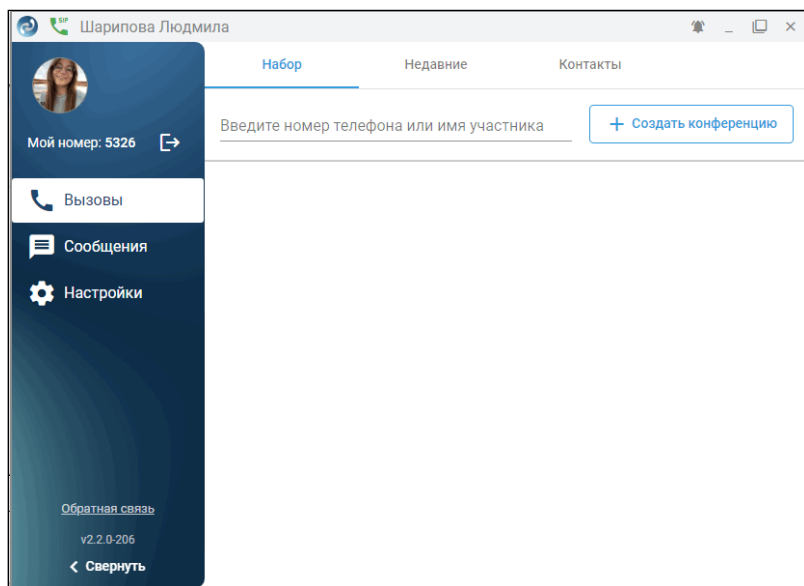 SIP Шарипова Людмила
Набор Недавние Контакты
Введите номер телефона или имя участника + Создать конференцию
Мой номер: 5326
Вызовы
Сообщения
Настройки
Обратная связь
v2.2.0-206
Свернуть